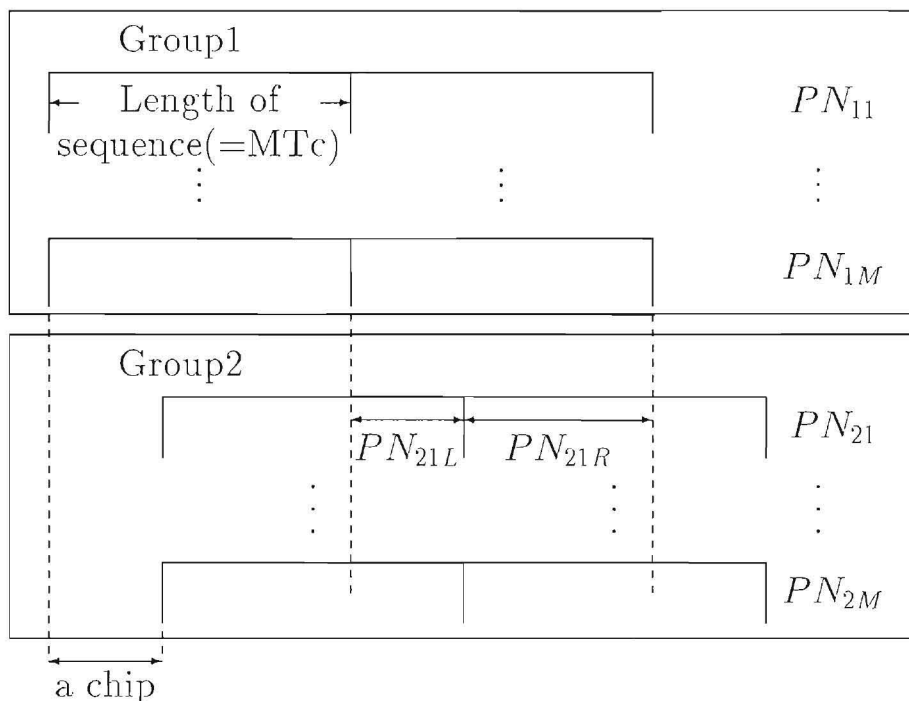 Group1
Length of
sequence(=MTc)
PN₁₁
PN₁M
Group2
PN₂₁L
PN₂₁R
PN₂₁
PN₂M
a chip